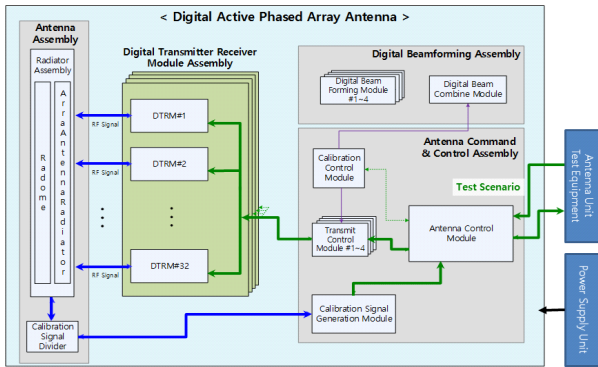 < Digital Active Phased Array Antenna >
Antenna
Assembly
Radiator
Assembly
Radome
ArraAntennaRadiator
Digital Transmitter Receiver
Module Assembly
DTRM#1
DTRM#2
DTRM#32
RF Signal
RF Signal
RF Signal
Calibration
Signal
Divider
Digital Beamforming Assembly
Digital Beam
Forming Module
#1~4
Digital Beam
Combine Module
Antenna Command
& Control Assembly
Calibration
Control
Module
Test Scenario
Transmit
Control
Module #1~4
Antenna Control
Module
Calibration Signal
Generation Module
Antenna Unit
Test Equipment
Power Supply Unit